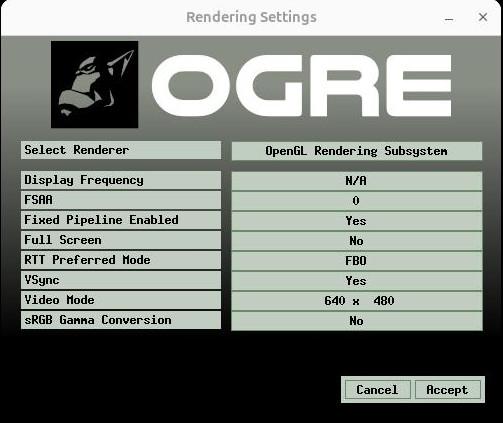 Rendering Settings
OGRE
Select Renderer OpenGL Rendering Subsystem
Display Frequency N/A
FSAA 0
Fixed Pipeline Enabled Yes
Full Screen No
RTT Preferred Mode FBO
VSync Yes
Video Mode 640 x  480
sRGB Gamma Conversion No
Cancel Accept